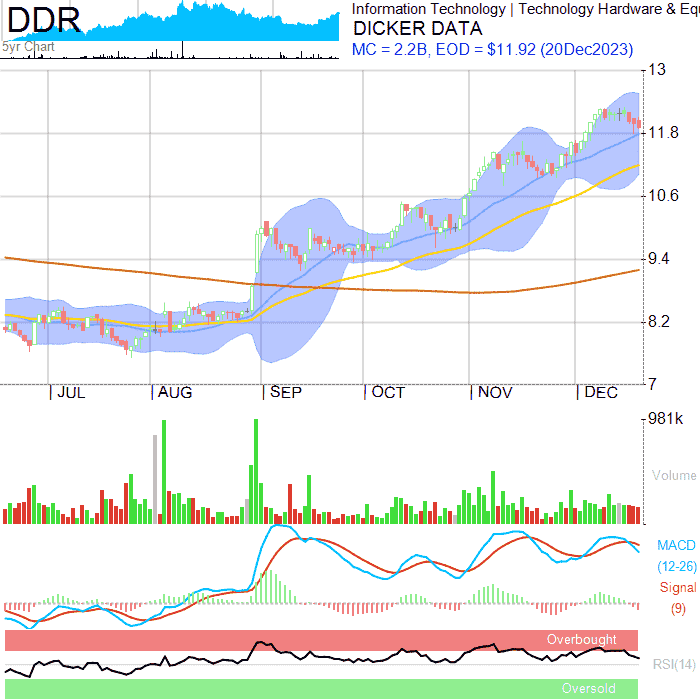 DDR
5yr Chart
Information Technology | Technology Hardware & Equ
DICKER DATA
MC = 2.2B, EOD = $11.92 (20Dec2023)
13
11.8
10.6
9.4
8.2
7
JUL AUG SEP OCT NOV DEC
981k
Volume
MACD
(12-26)
Signal
(9)
Overbought
RSI(14)
Oversold